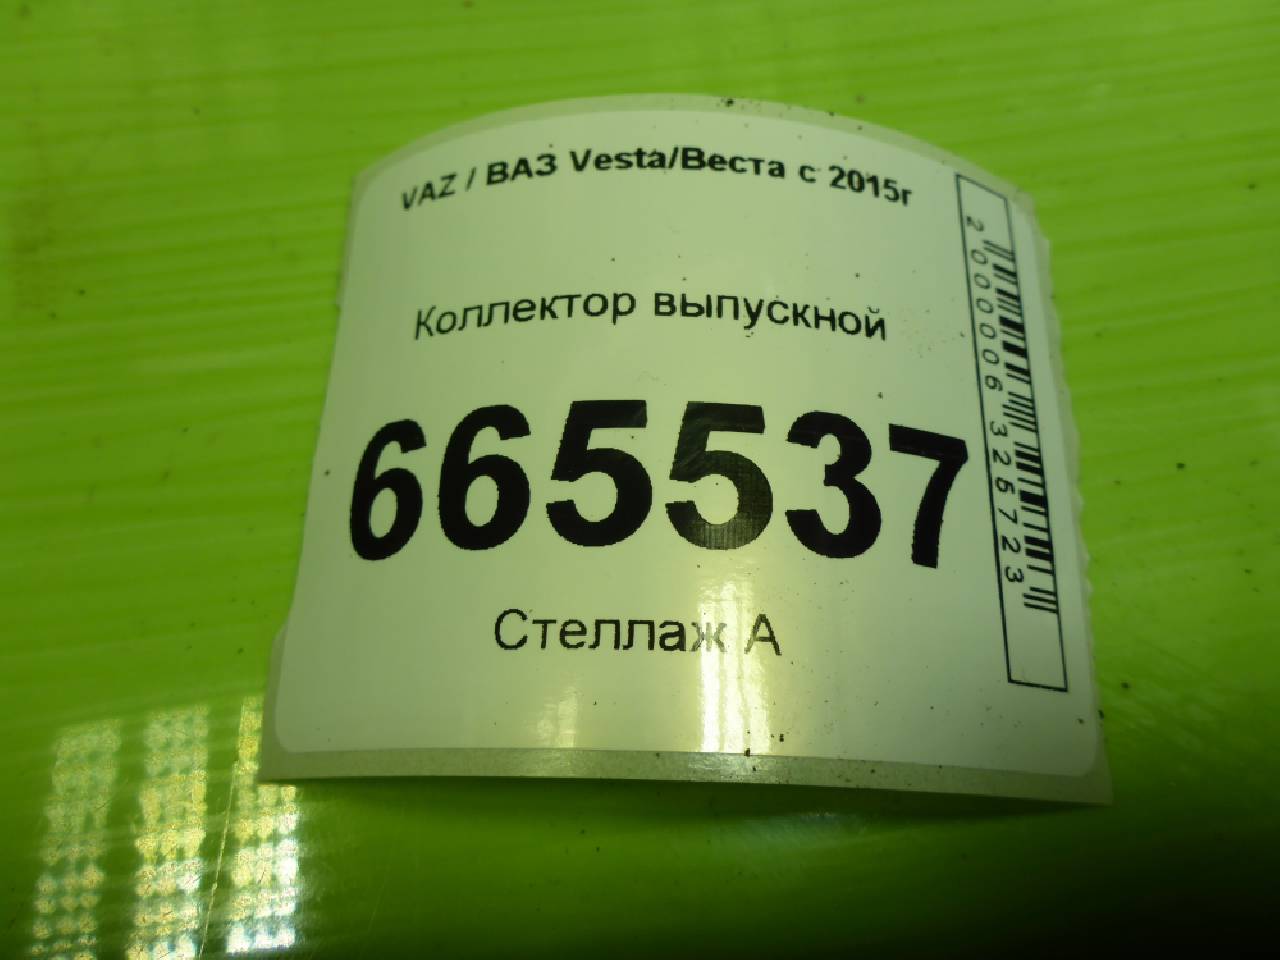 VAZ / ВАЗ Vesta/Веста с 2015г
Коллектор выпускной
665537
Стеллаж А
2000006325723